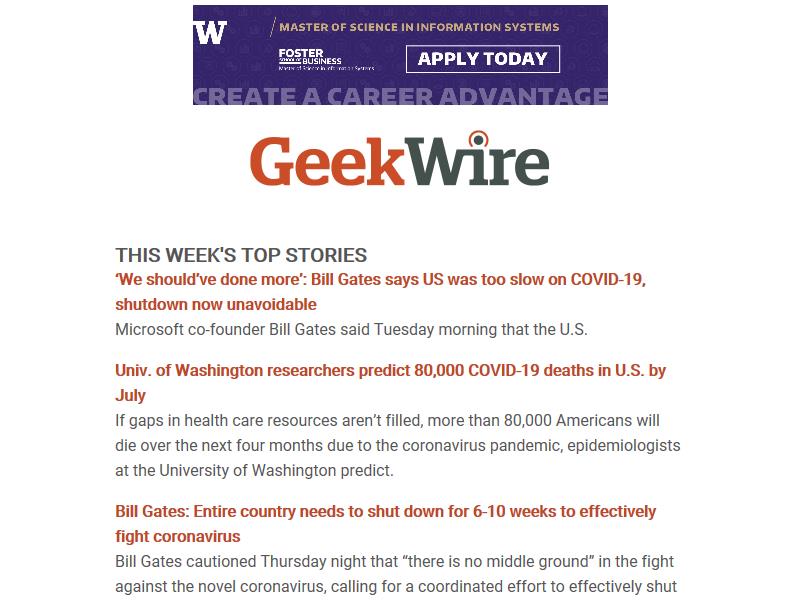 W
MASTER OF SCIENCE IN INFORMATION SYSTEMS
FOSTER
SCHOOL OF BUSINESS
Master of Science in Information Systems
APPLY TODAY
CREATE A CAREER ADVANTAGE
GeekWire
THIS WEEK'S TOP STORIES
‘We should’ve done more’: Bill Gates says US was too slow on COVID-19,
shutdown now unavoidable
Microsoft co-founder Bill Gates said Tuesday morning that the U.S.
Univ. of Washington researchers predict 80,000 COVID-19 deaths in U.S. by
July
If gaps in health care resources aren’t filled, more than 80,000 Americans will
die over the next four months due to the coronavirus pandemic, epidemiologists
at the University of Washington predict.
Bill Gates: Entire country needs to shut down for 6-10 weeks to effectively
fight coronavirus
Bill Gates cautioned Thursday night that “there is no middle ground” in the fight
against the novel coronavirus, calling for a coordinated effort to effectively shut